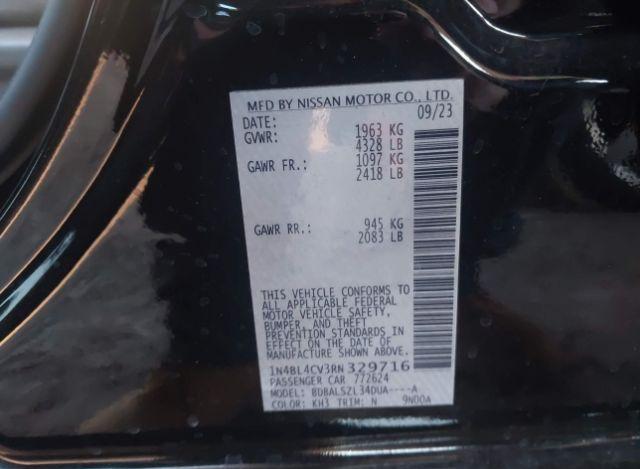 MFD BY NISSAN MOTOR CO., LTD.
DATE: 09/23
GVWR: 1963 KG
4328 LB
GAWR FR.: 1097 KG
2418 LB
GAWR RR.: 945 KG
2083 LB
THIS VEHICLE CONFORMS TO
ALL APPLICABLE FEDERAL
MOTOR VEHICLE SAFETY,
BUMPER, AND THEFT
PREVENTION STANDARDS IN
EFFECT ON THE DATE OF
MANUFACTURE SHOWN ABOVE.
1N4BL4CV3RN329716
PASSENGER CAR 772624
MODEL: BDBALSZL34DUA----A
COLOR: KH3 TRIM: N 9N00A